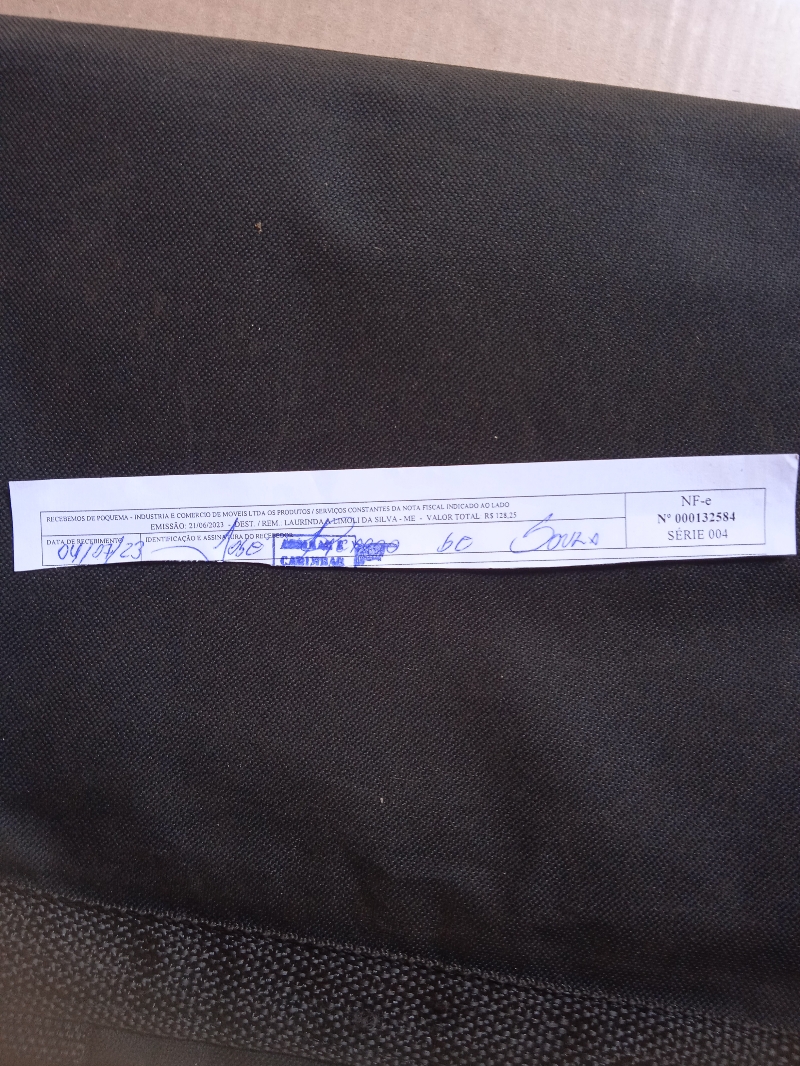 RECEBEMOS DE POQUEMA - INDUSTRIA E COMERCIO DE MOVEIS LTDA OS PRODUTOS / SERVIÇOS CONSTANTES DA NOTA FISCAL INDICADO AO LADO
EMISSÃO: 21/06/2023 - DEST. / REM. LAURINDA A LIMOLI DA SILVA - ME - VALOR TOTAL R$ 128,25
DATA DE RECEBIMENTO
04/07/23
IDENTIFICAÇÃO E ASSINATURA DO RECEBEDOR
ASSINAR E
CARIMBAR
Souza
NF-e
Nº 000132584
SÉRIE 004